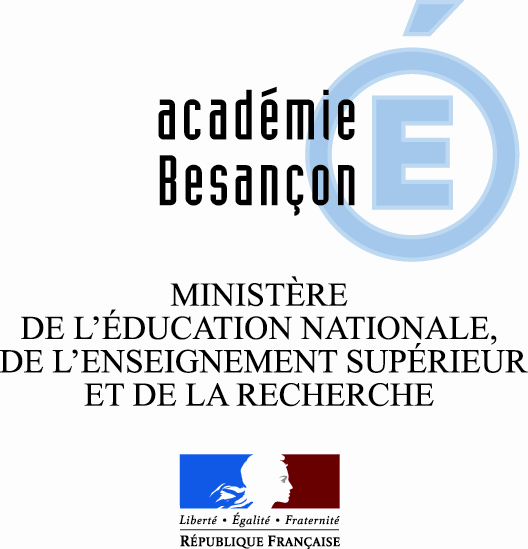 académie
Besançon
É
MINISTÈRE
DE L'ÉDUCATION NATIONALE,
DE L'ENSEIGNEMENT SUPÉRIEUR
ET DE LA RECHERCHE
Liberté • Égalité • Fraternité
RÉPUBLIQUE FRANÇAISE